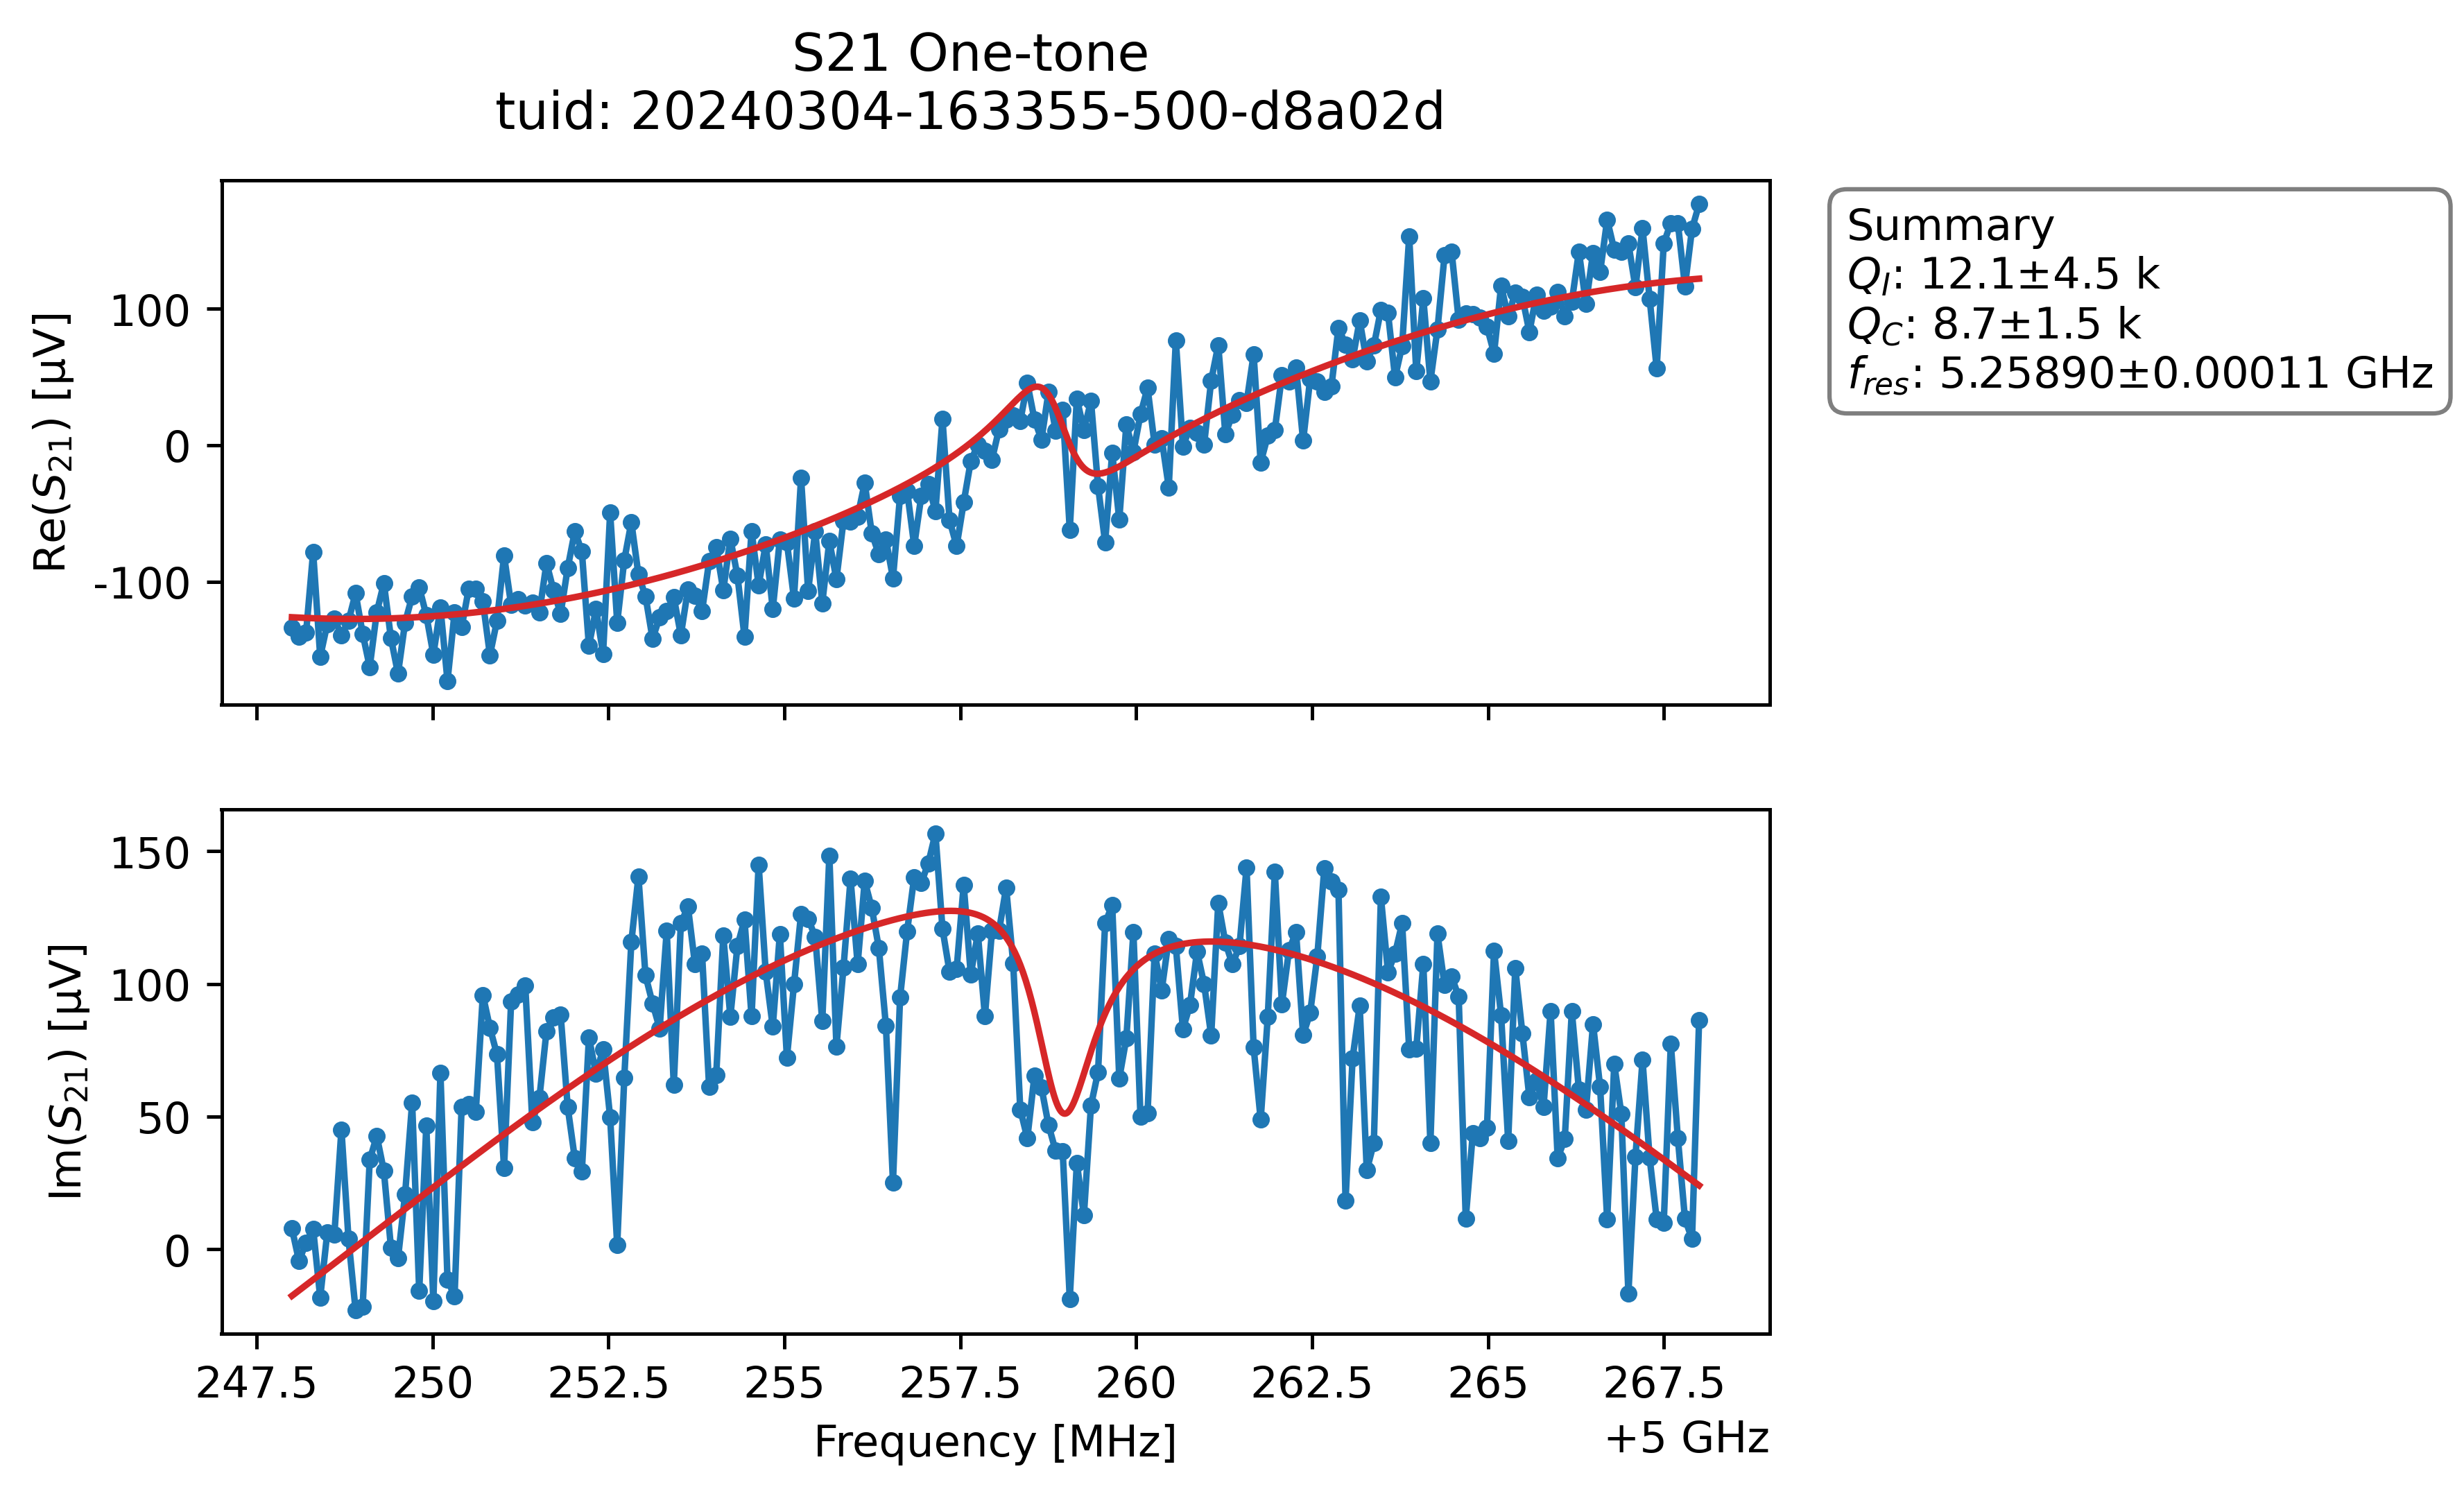 S21 One-tone
tuid: 20240304-163355-500-d8a02d
Re(S21) [µV]
100
0
-100
Summary
QI: 12.1±4.5 k
QC: 8.7±1.5 k
fres: 5.25890±0.00011 GHz
Im(S21) [µV]
150
100
50
0
247.5 250 252.5 255 257.5 260 262.5 265 267.5
Frequency [MHz]
+5 GHz